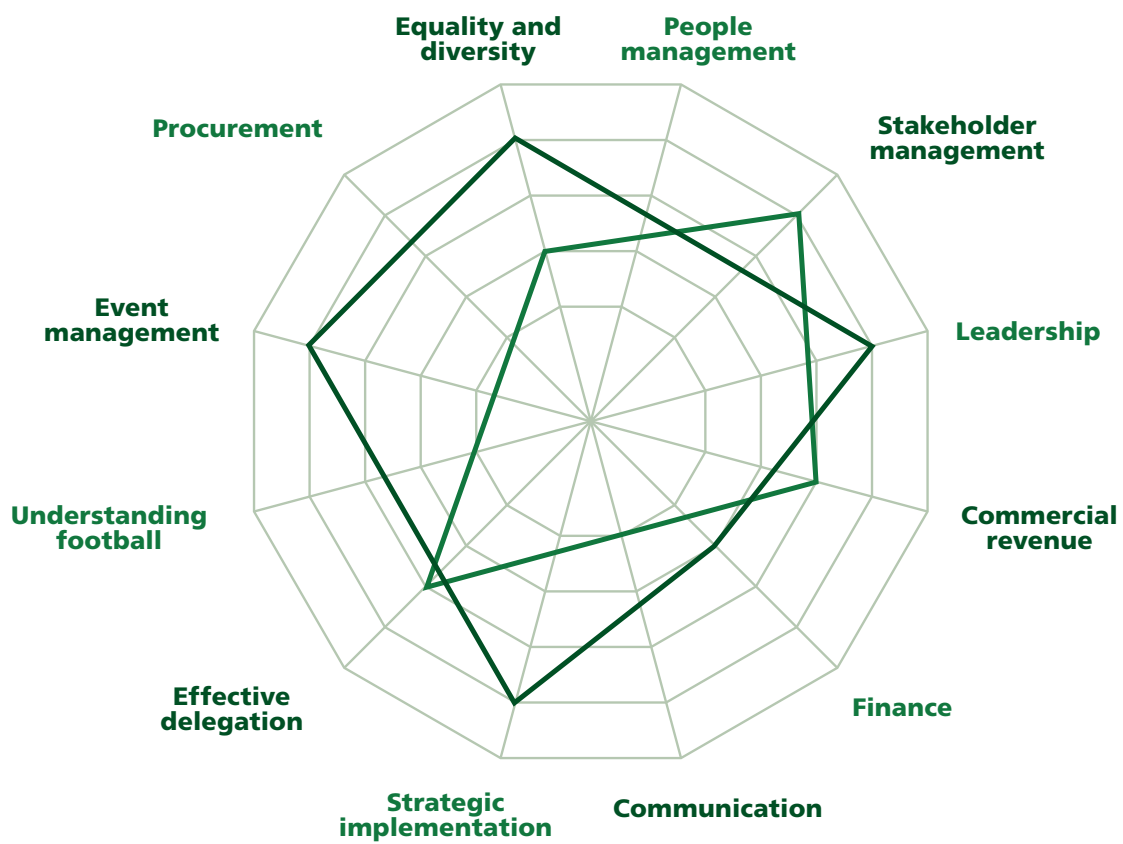 Equality and
diversity
People
management
Stakeholder
management
Leadership
Commercial
revenue
Finance
Communication
Strategic
implementation
Effective
delegation
Understanding
football
Event
management
Procurement